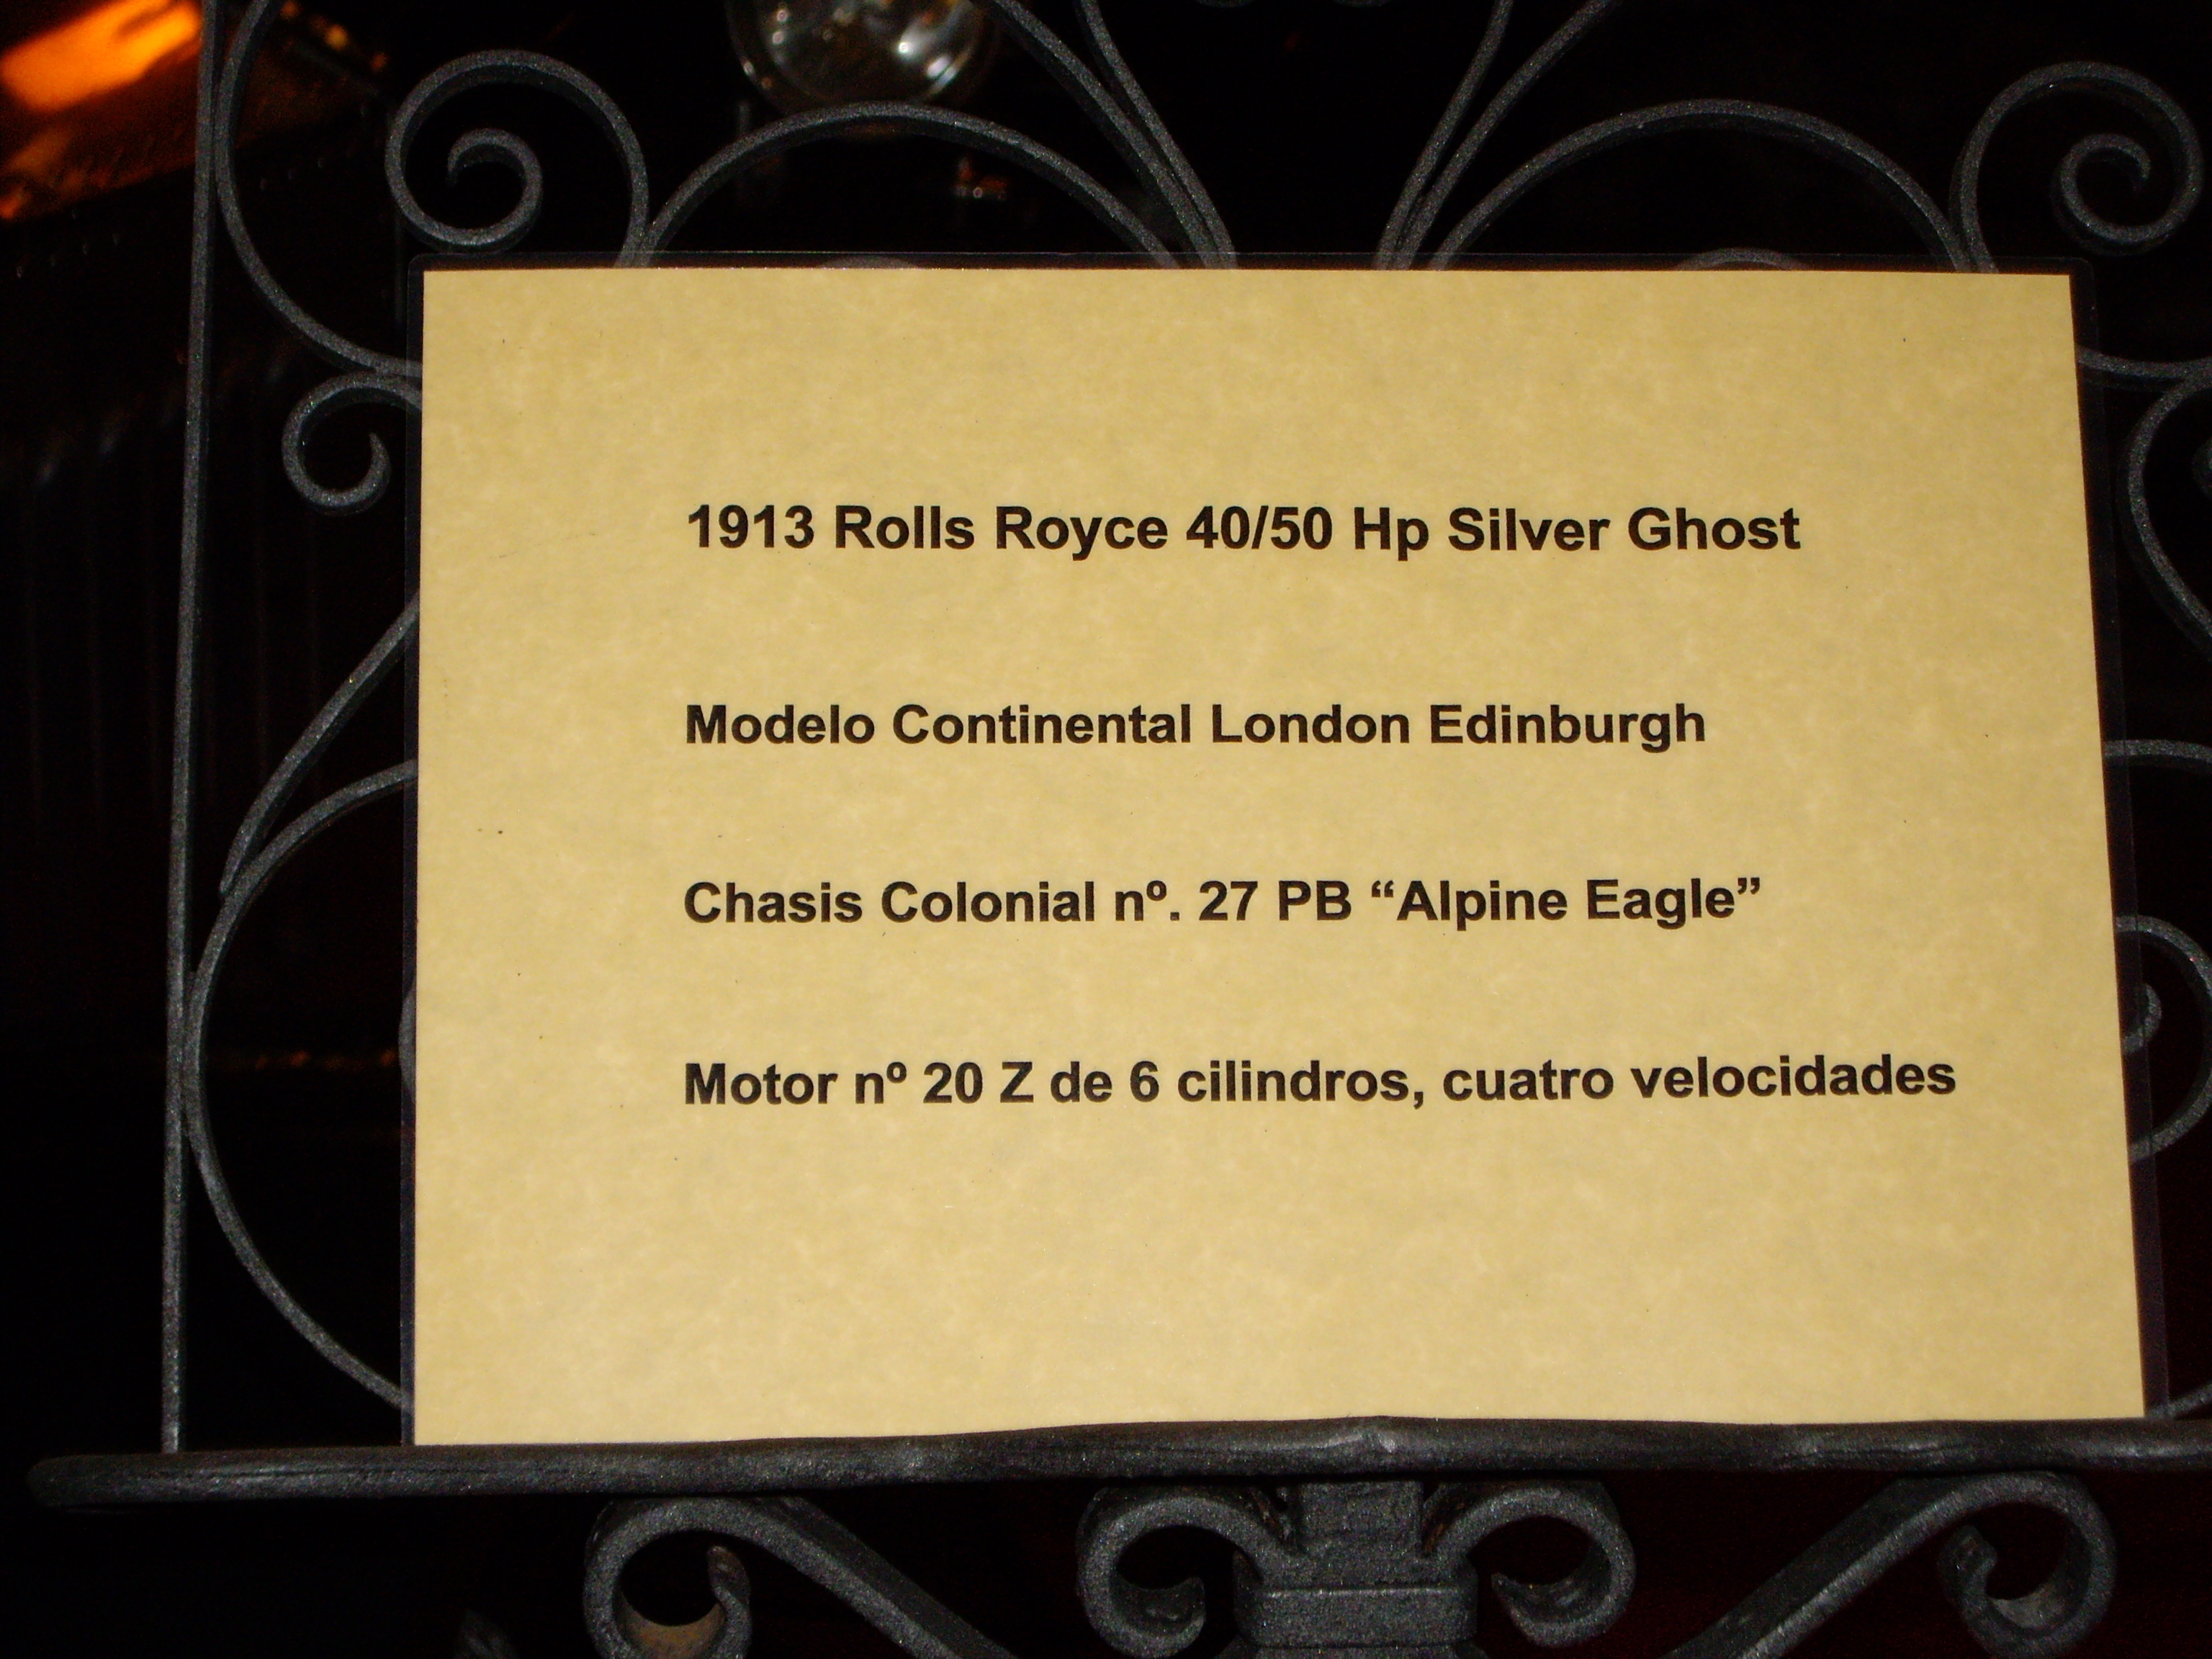 1913 Rolls Royce 40/50 Hp Silver Ghost
Modelo Continental London Edinburgh
Chasis Colonial nº. 27 PB “Alpine Eagle”
Motor nº 20 Z de 6 cilindros, cuatro velocidades